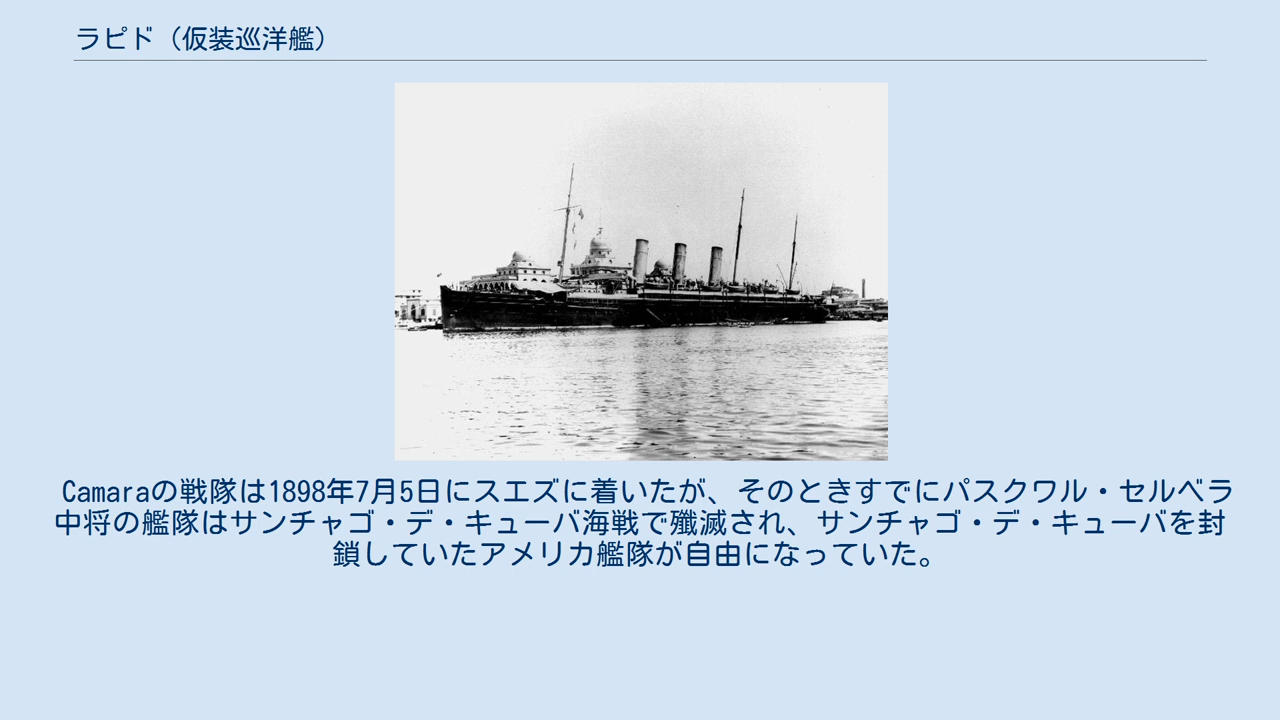 ラピド（仮装巡洋艦）
Camaraの戦隊は1898年7月5日にスエズに着いたが、そのときすでにパスクワル・セルベラ
中将の艦隊はサンチャゴ・デ・キューバ海戦で殲滅され、サンチャゴ・デ・キューバを封
鎖していたアメリカ艦隊が自由になっていた。